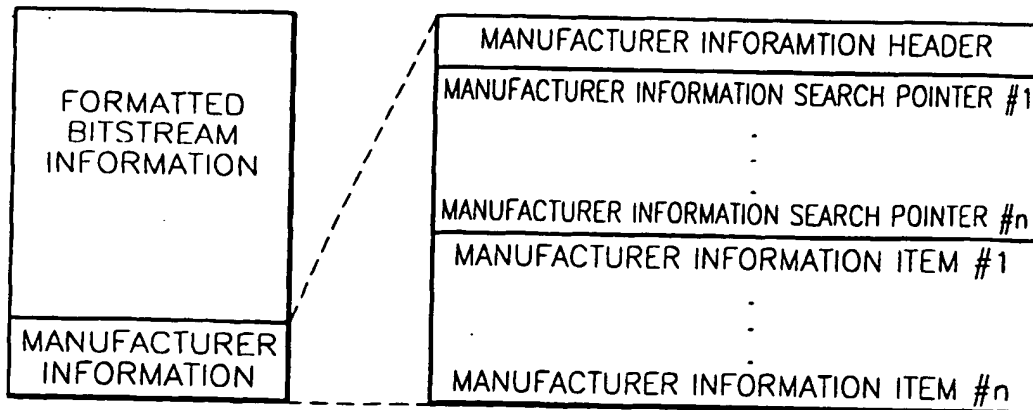 FORMATTED
BITSTREAM
INFORMATION
MANUFACTURER
INFORMATION
MANUFACTURER INFORAMTION HEADER
MANUFACTURER INFORMATION SEARCH POINTER #1
MANUFACTURER INFORMATION SEARCH POINTER #n
MANUFACTURER INFORMATION ITEM #1
MANUFACTURER INFORMATION ITEM #n